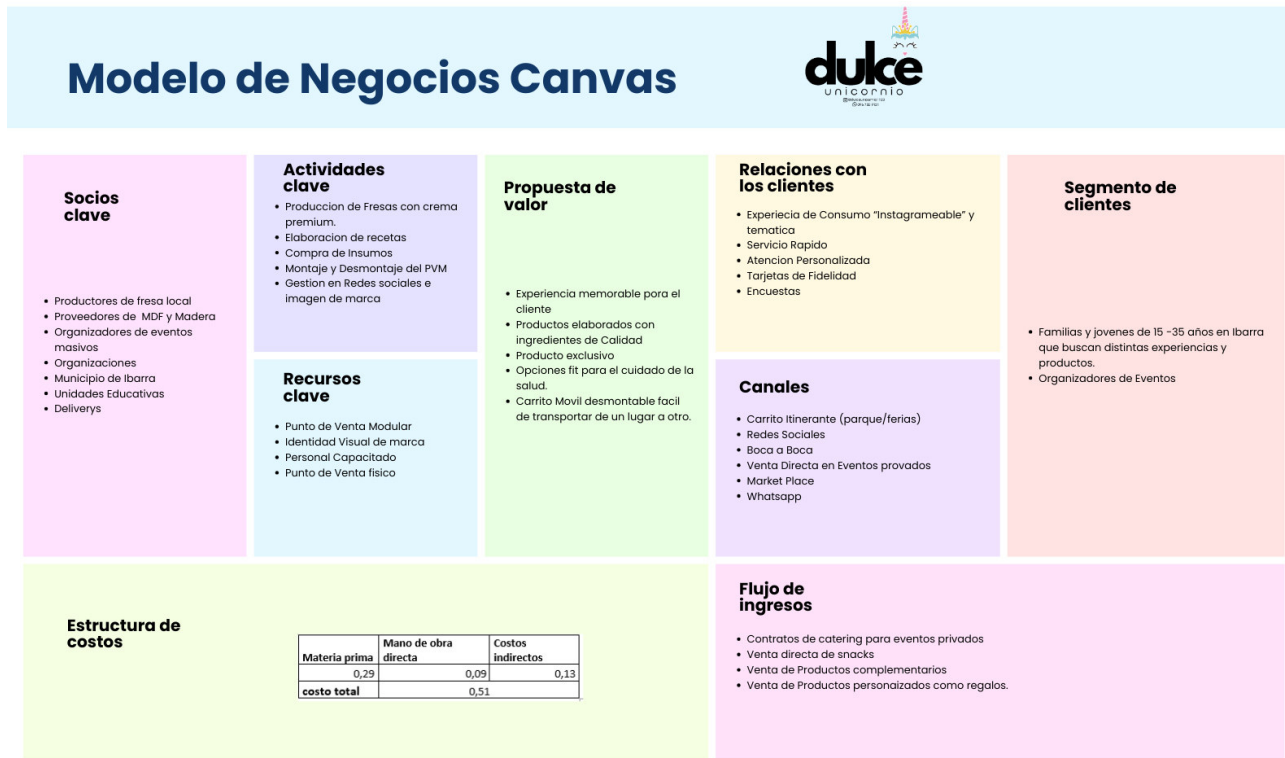 Modelo de Negocios Canvas
dulce
unicornio
Socios
clave
• Productores de fresa local
• Proveedores de MDF y Madera
• Organizadores de eventos
masivos
• Organizaciones
• Municipio de Ibarra
• Unidades Educativas
• Deliverys
Actividades
clave
• Produccion de Fresas con crema
premium.
• Elaboracion de recetas
• Compra de Insumos
• Montaje y Desmontaje del PVM
• Gestion en Redes sociales e
imagen de marca
Recursos
clave
• Punto de Venta Modular
• Identidad Visual de marca
• Personal Capacitado
• Punto de Venta fisico
Propuesta de
valor
• Experiencia memorable pora el
cliente
• Productos elaborados con
ingredientes de Calidad
• Producto exclusivo
• Opciones fit para el cuidado de la
salud.
• Carrito Movil desmontable facil
de transportar de un lugar a otro.
Relaciones con
los clientes
• Experiecia de Consumo “Instagrameable” y
tematica
• Servicio Rapido
• Atencion Personalizada
• Tarjetas de Fidelidad
• Encuestas
Canales
• Carrito Itinerante (parque/ferias)
• Redes Sociales
• Boca a Boca
• Venta Directa en Eventos provados
• Market Place
• Whatsapp
Segmento de
clientes
• Familias y jovenes de 15 -35 años en Ibarra
que buscan distintas experiencias y
productos.
• Organizadores de Eventos
Estructura de
costos
Mano de obra Costos
Materia prima directa indirectos
0,29 0,09 0,13
costo total 0,51
Flujo de
ingresos
• Contratos de catering para eventos privados
• Venta directa de snacks
• Venta de Productos complementarios
• Venta de Productos personaizados como regalos.